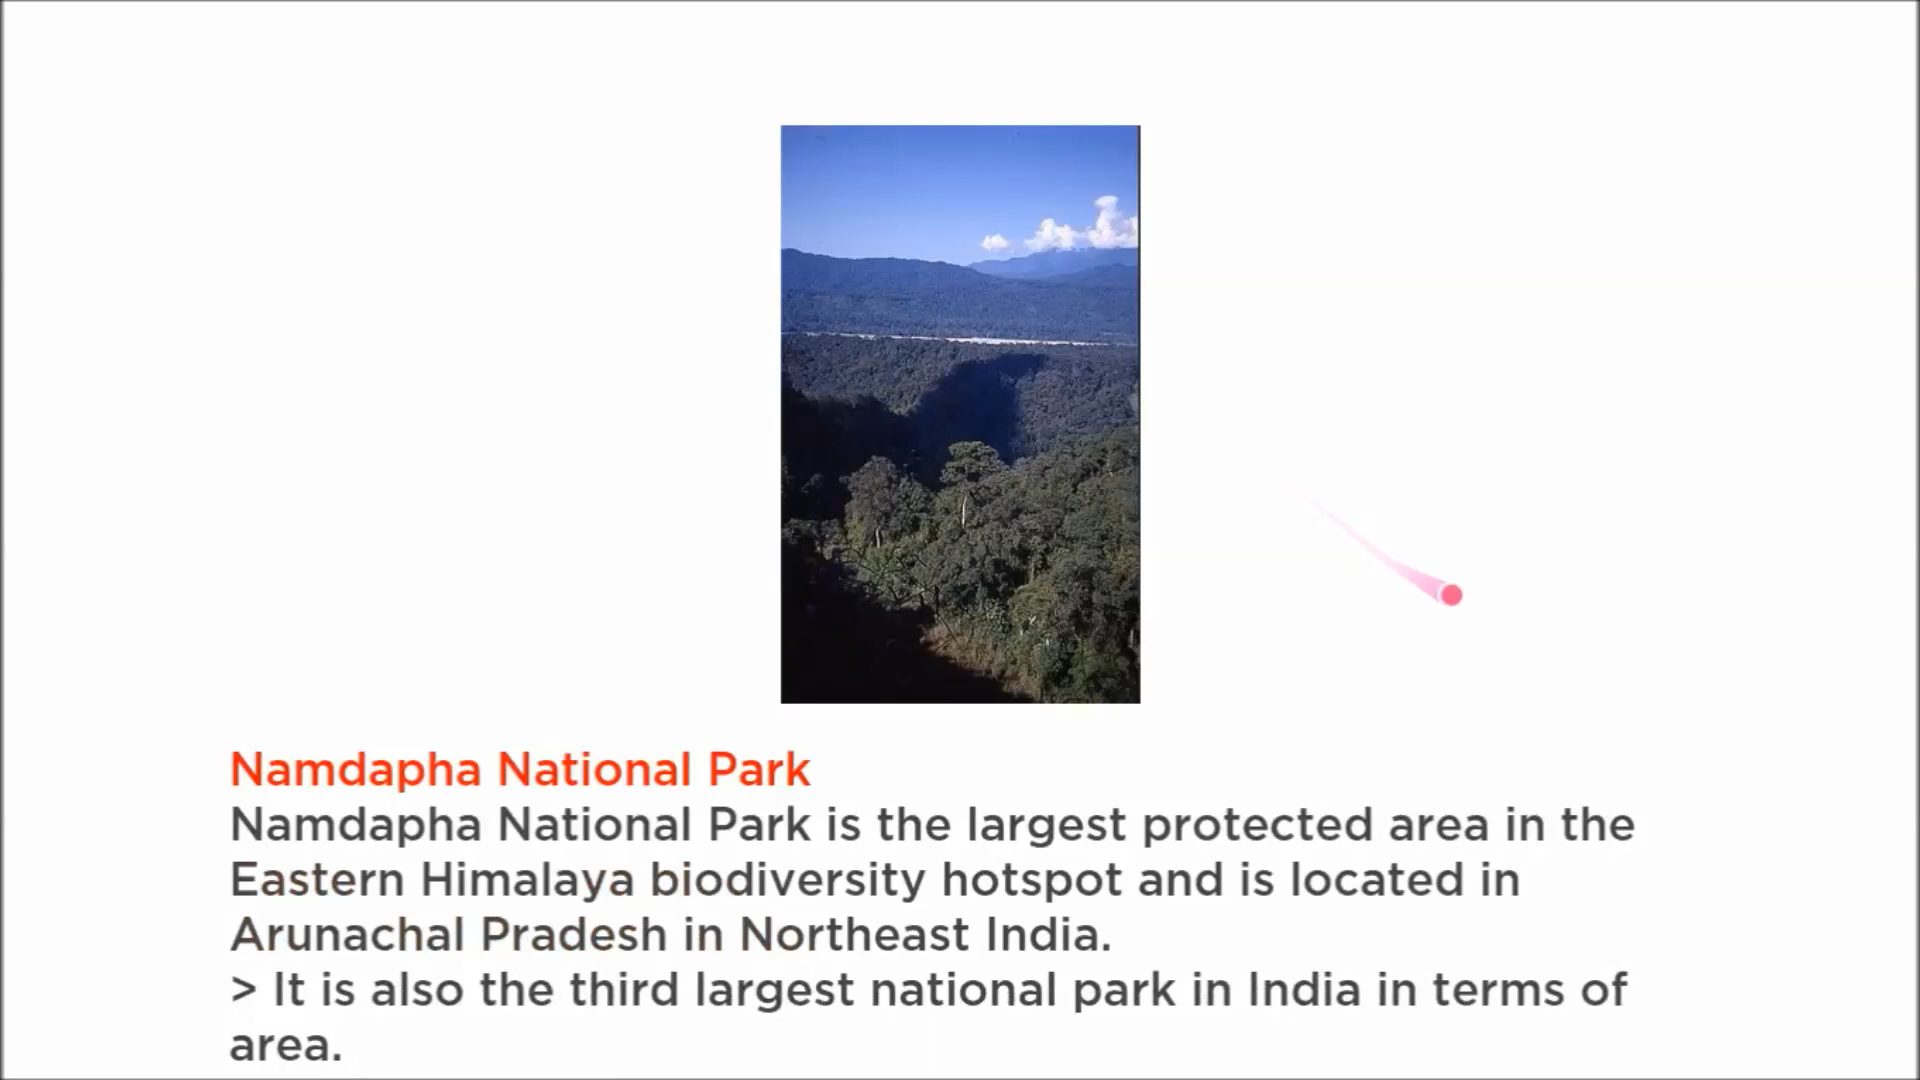 Namdapha National Park
Namdapha National Park is the largest protected area in the
Eastern Himalaya biodiversity hotspot and is located in
Arunachal Pradesh in Northeast India.
> It is also the third largest national park in India in terms of
area.